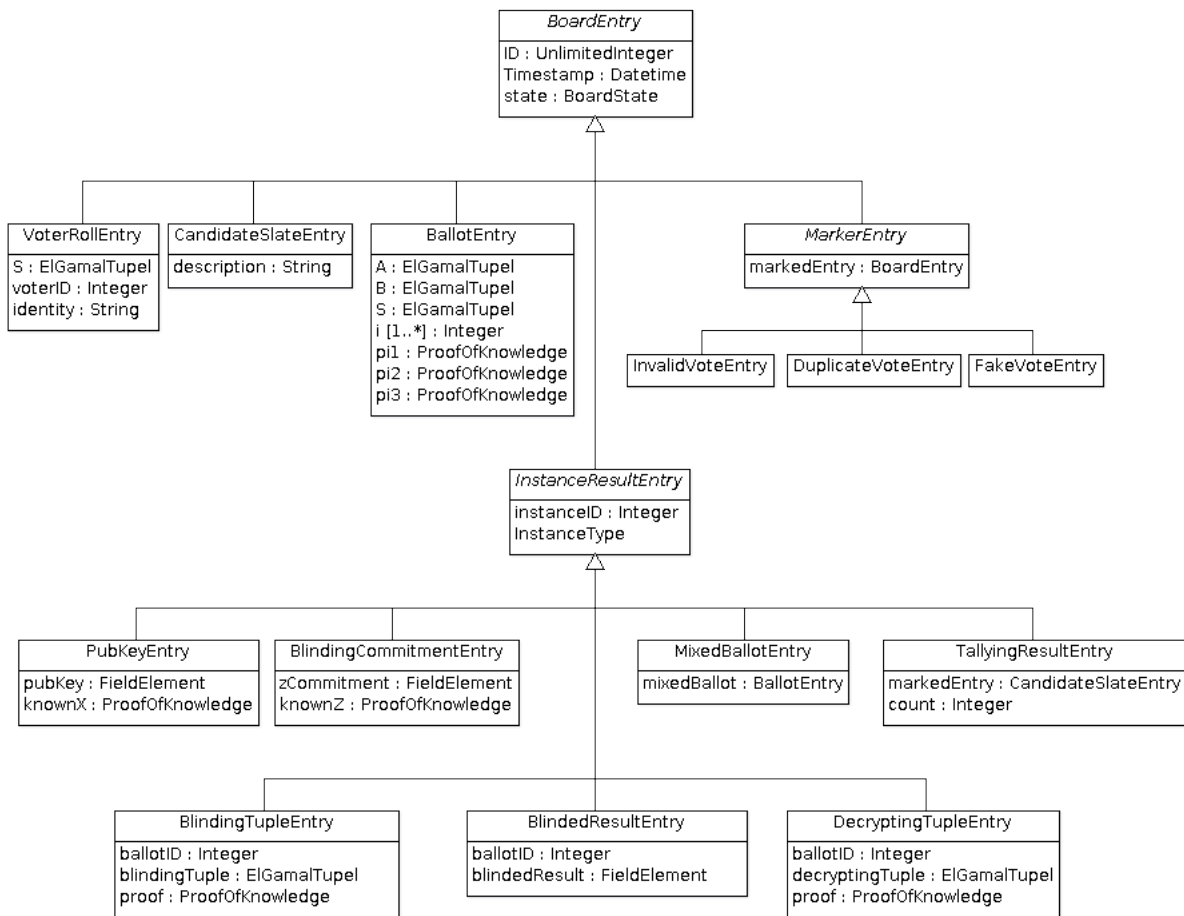 BoardEntry
ID : UnlimitedInteger
Timestamp : Datetime
state : BoardState
VoterRollEntry
S : ElGamalTupel
voterID : Integer
identity : String
CandidateSlateEntry
description : String
BallotEntry
A : ElGamalTupel
B : ElGamalTupel
S : ElGamalTupel
i [1..*] : Integer
pi1 : ProofOfKnowledge
pi2 : ProofOfKnowledge
pi3 : ProofOfKnowledge
MarkerEntry
markedEntry : BoardEntry
InvalidVoteEntry
DuplicateVoteEntry
FakeVoteEntry
InstanceResultEntry
instanceID : Integer
InstanceType
PubKeyEntry
pubKey : FieldElement
knownX : ProofOfKnowledge
BlindingCommitmentEntry
zCommitment : FieldElement
knownZ : ProofOfKnowledge
MixedBallotEntry
mixedBallot : BallotEntry
TallyingResultEntry
markedEntry : CandidateSlateEntry
count : Integer
BlindingTupleEntry
ballotID : Integer
blindingTuple : ElGamalTupel
proof : ProofOfKnowledge
BlindedResultEntry
ballotID : Integer
blindedResult : FieldElement
DecryptingTupleEntry
ballotID : Integer
decryptingTuple : ElGamalTupel
proof : ProofOfKnowledge